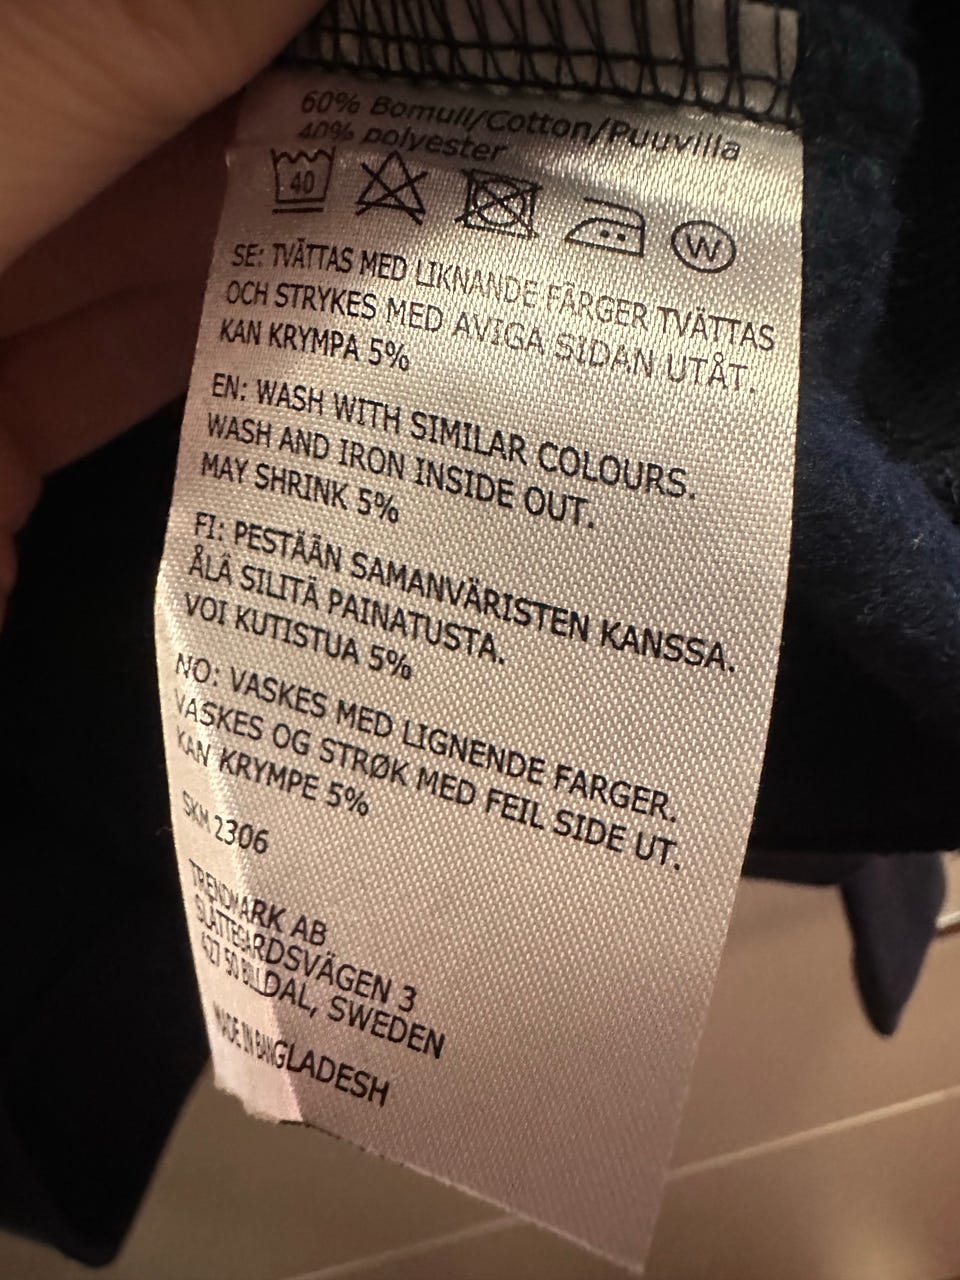 60% Bomull/Cotton/Puuvilla
40% polyester
40
W
SE: TVÄTTAS MED LIKNANDE FÄRGER TVÄTTAS
OCH STRYKES MED AVIGA SIDAN UTÅT.
KAN KRYMPA 5%
EN: WASH WITH SIMILAR COLOURS.
WASH AND IRON INSIDE OUT.
MAY SHRINK 5%
FI: PESTÄÄN SAMANVÄRISTEN KANSSA.
ÄLÄ SILITÄ PAINATUSTA.
VOI KUTISTUA 5%
NO: VASKES MED LIGNENDE FARGER.
VASKES OG STRØK MED FEIL SIDE UT.
KAN KRYMPE 5%
SKM 2306
TRENDMARK AB
SLÄTTEGÅRDSVÄGEN 3
427 50 BILLDAL, SWEDEN
MADE IN BANGLADESH